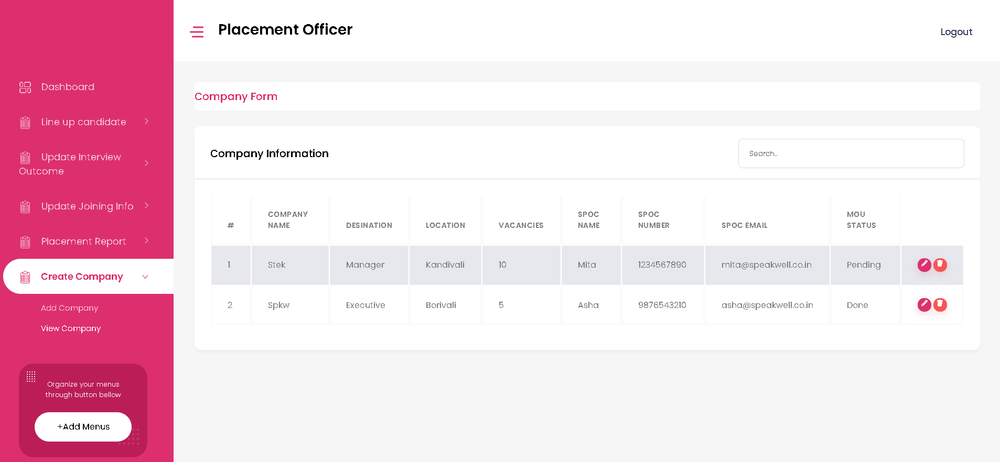 Placement Officer
Logout
Dashboard
Line up candidate
Update Interview
Outcome
Update Joining Info
Placement Report
Create Company
Add Company
View Company
Organize your menus
through button bellow
+Add Menus
Company Form
Company Information
Search..
# COMPANY NAME DESINATION LOCATION VACANCIES SPOC NAME SPOC NUMBER SPOC EMAIL MOU STATUS
1 Stek Manager Kandivali 10 Mita 1234567890 mita@speakwell.co.in Pending
2 Spkw Executive Borivali 5 Asha 9876543210 asha@speakwell.co.in Done